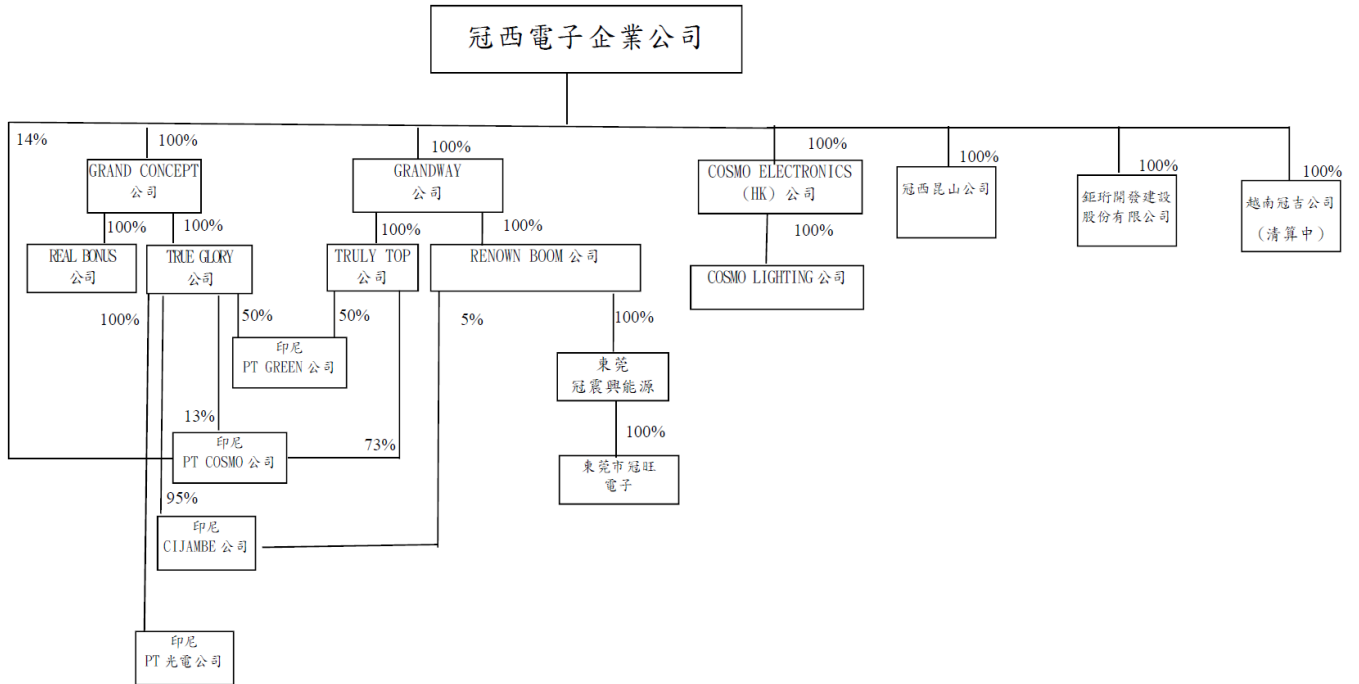 冠西電子企業公司
14%
100%
100%
100%
100%
100%
100%
GRAND CONCEPT
公司
GRANDWAY
公司
COSMO ELECTRONICS
(HK) 公司
冠西昆山公司
鉅珩開發建設
股份有限公司
越南冠吉公司
(清算中)
100%
100%
100%
100%
100%
REAL BONUS
公司
TRUE GLORY
公司
TRULY TOP
公司
RENOWN BOOM 公司
COSMO LIGHTING 公司
100%
50%
50%
5%
100%
印尼
PT GREEN 公司
東莞
冠震興能源
13%
73%
100%
印尼
PT COSMO 公司
東莞市冠旺
電子
95%
印尼
CIJAMBE 公司
印尼
PT 光電公司